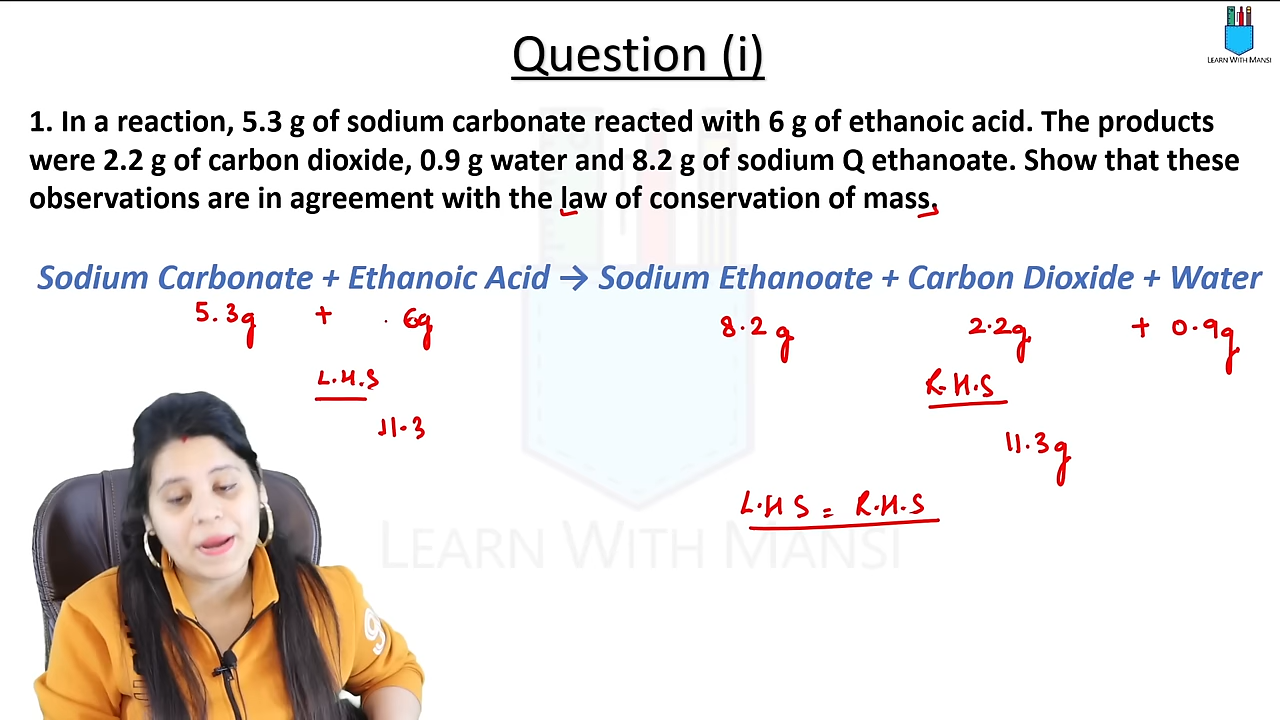 Question (i)
LEARN WITH MANSI
1. In a reaction, 5.3 g of sodium carbonate reacted with 6 g of ethanoic acid. The products
were 2.2 g of carbon dioxide, 0.9 g water and 8.2 g of sodium Q ethanoate. Show that these
observations are in agreement with the law of conservation of mass.
Sodium Carbonate + Ethanoic Acid → Sodium Ethanoate + Carbon Dioxide + Water
5.3g + 6g 8.2g 2.2g + 0.9g
L.H.S R.H.S
11.3 11.3g
L.H.S = R.H.S
LEARN WITH MANSI